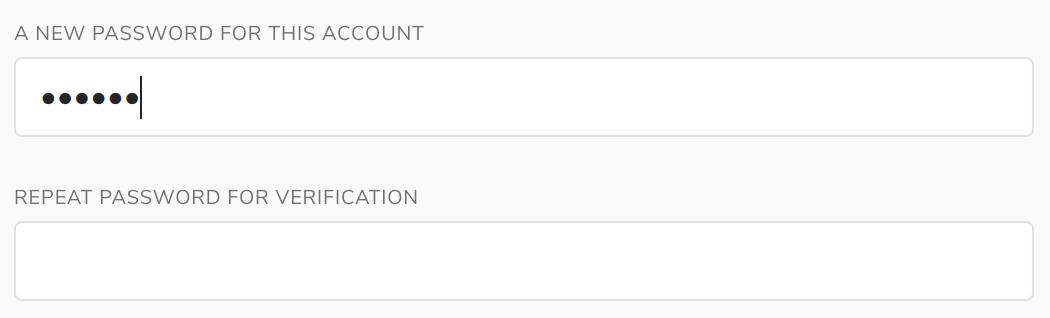 A NEW PASSWORD FOR THIS ACCOUNT
••••••
REPEAT PASSWORD FOR VERIFICATION